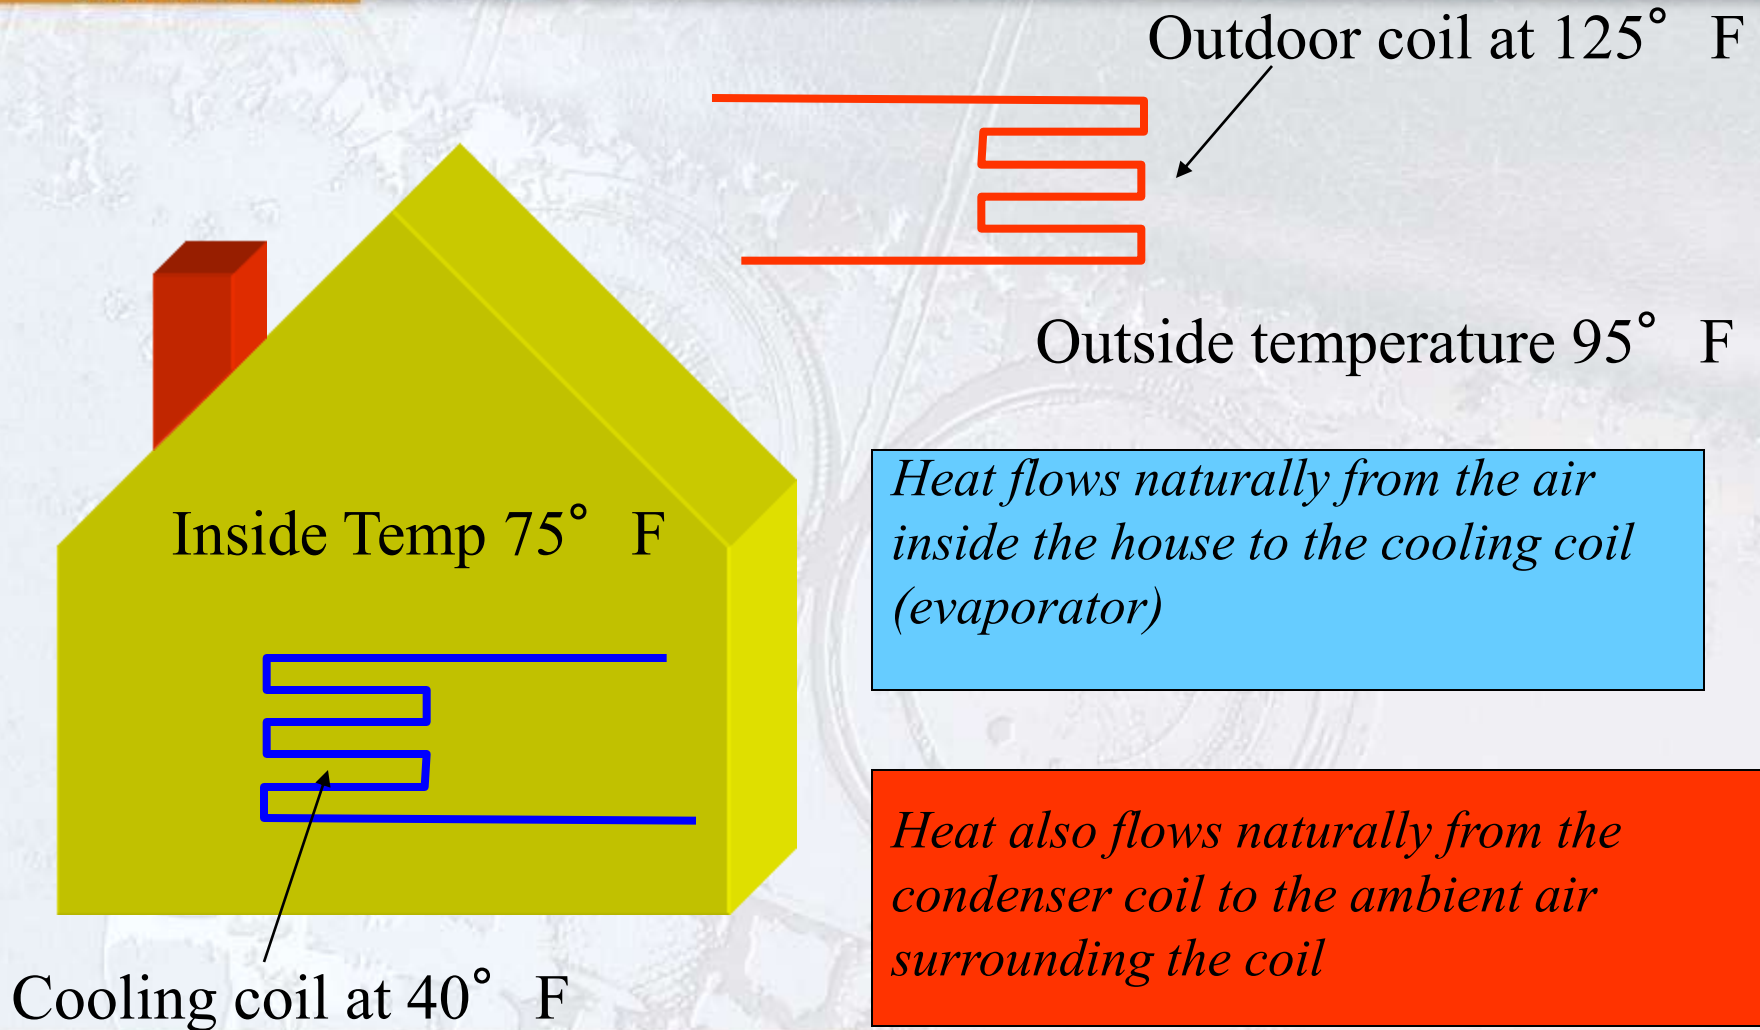 Outdoor coil at 125° F
Outside temperature 95° F
Inside Temp 75° F
Heat flows naturally from the air
inside the house to the cooling coil
(evaporator)
Heat also flows naturally from the
condenser coil to the ambient air
surrounding the coil
Cooling coil at 40° F